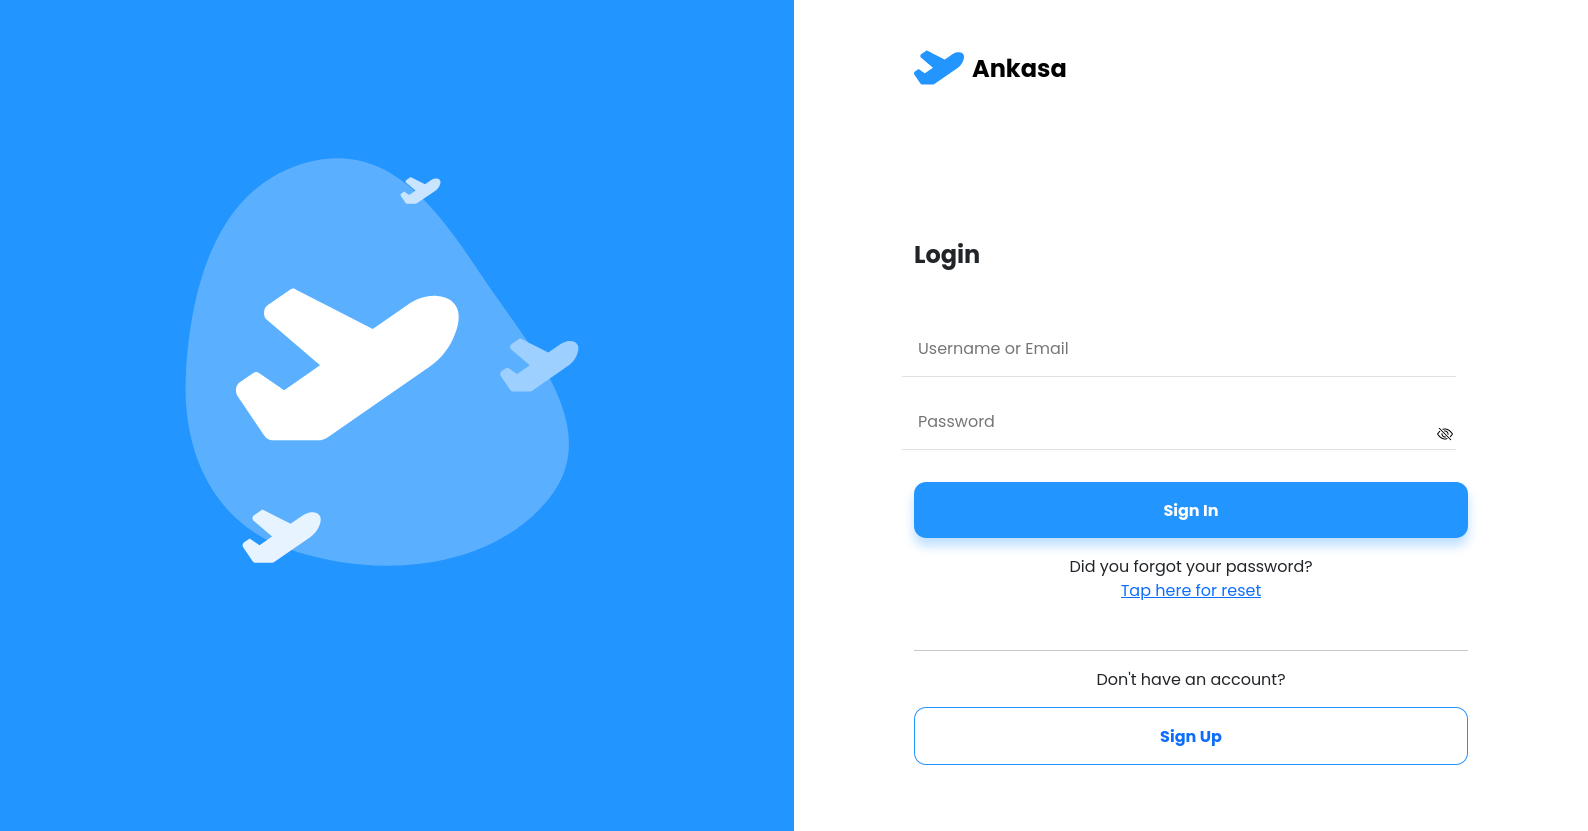 Ankasa
Login
Username or Email
Password
Sign In
Did you forgot your password?
Tap here for reset
Don't have an account?
Sign Up